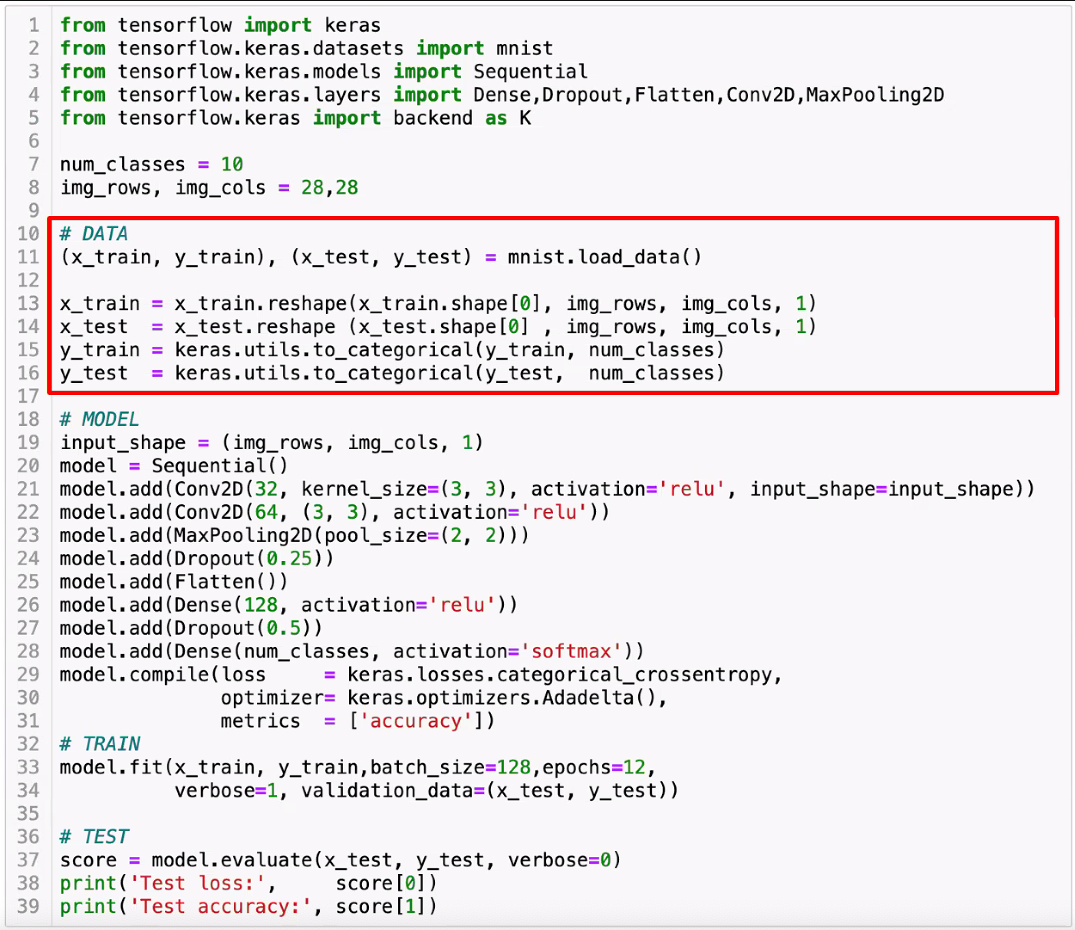 1 from tensorflow import keras
2 from tensorflow.keras.datasets import mnist
3 from tensorflow.keras.models import Sequential
4 from tensorflow.keras.layers import Dense,Dropout,Flatten,Conv2D,MaxPooling2D
5 from tensorflow.keras import backend as K
6
7 num_classes = 10
8 img_rows, img_cols = 28,28
9
10 # DATA
11 (x_train, y_train), (x_test, y_test) = mnist.load_data()
12
13 x_train = x_train.reshape(x_train.shape[0], img_rows, img_cols, 1)
14 x_test  = x_test.reshape (x_test.shape[0] , img_rows, img_cols, 1)
15 y_train = keras.utils.to_categorical(y_train, num_classes)
16 y_test  = keras.utils.to_categorical(y_test,  num_classes)
17
18 # MODEL
19 input_shape = (img_rows, img_cols, 1)
20 model = Sequential()
21 model.add(Conv2D(32, kernel_size=(3, 3), activation='relu', input_shape=input_shape))
22 model.add(Conv2D(64, (3, 3), activation='relu'))
23 model.add(MaxPooling2D(pool_size=(2, 2)))
24 model.add(Dropout(0.25))
25 model.add(Flatten())
26 model.add(Dense(128, activation='relu'))
27 model.add(Dropout(0.5))
28 model.add(Dense(num_classes, activation='softmax'))
29 model.compile(loss     = keras.losses.categorical_crossentropy,
30               optimizer= keras.optimizers.Adadelta(),
31               metrics  = ['accuracy'])
32 # TRAIN
33 model.fit(x_train, y_train,batch_size=128,epochs=12,
34           verbose=1, validation_data=(x_test, y_test))
35
36 # TEST
37 score = model.evaluate(x_test, y_test, verbose=0)
38 print('Test loss:',     score[0])
39 print('Test accuracy:', score[1])